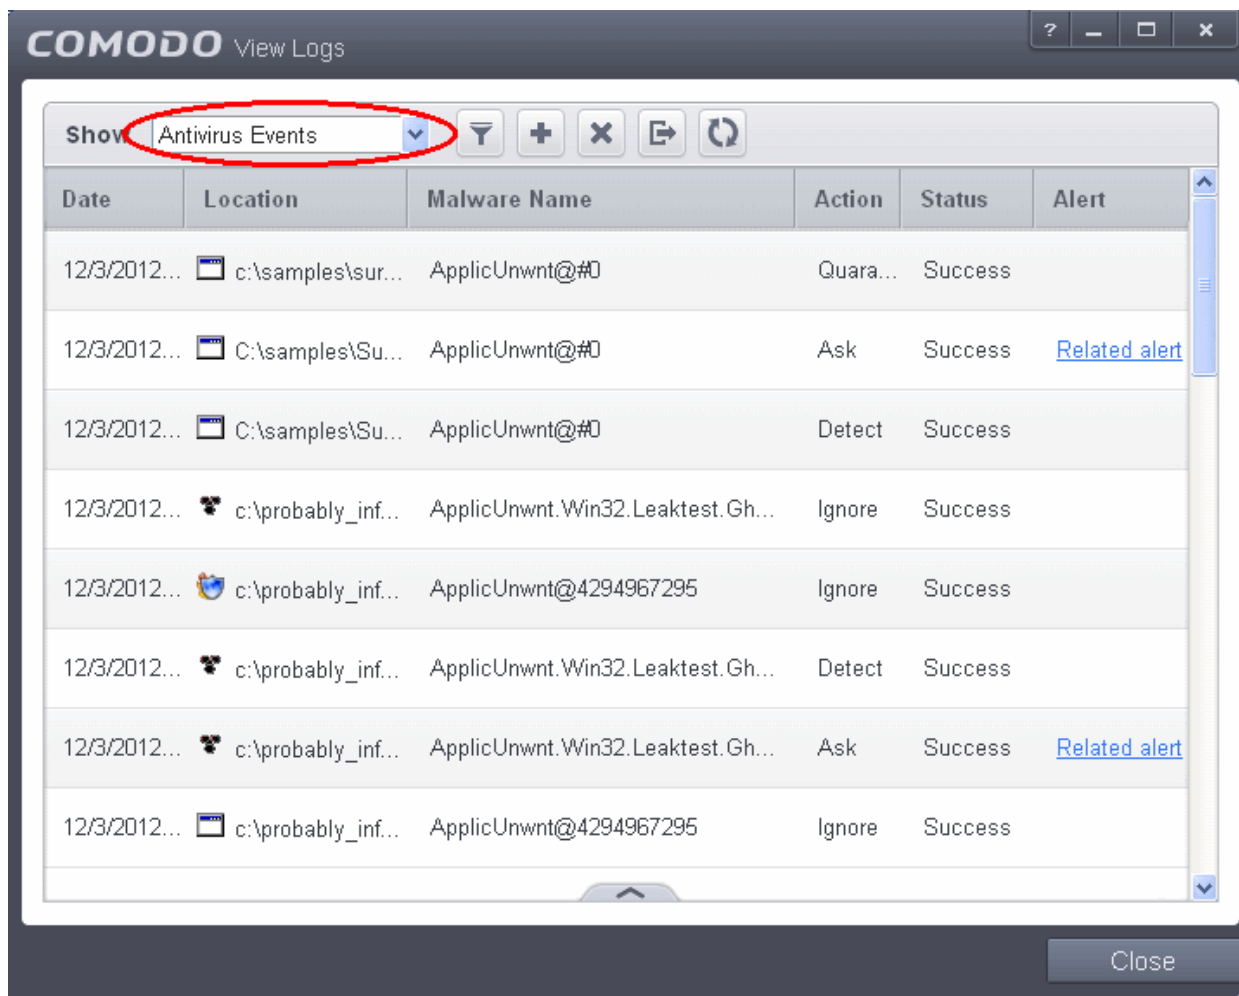 COMODO View Logs ?
Show Antivirus Events
Date Location Malware Name Action Status Alert
12/3/2012... c:\samples\sur... ApplicUnwnt@#0 Quara... Success
12/3/2012... C:\samples\Su... ApplicUnwnt@#0 Ask Success Related alert
12/3/2012... C:\samples\Su... ApplicUnwnt@#0 Detect Success
12/3/2012... c:\probably_inf... ApplicUnwnt.Win32.Leaktest.Gh... Ignore Success
12/3/2012... c:\probably_inf... ApplicUnwnt@4294967295 Ignore Success
12/3/2012... c:\probably_inf... ApplicUnwnt.Win32.Leaktest.Gh... Detect Success
12/3/2012... c:\probably_inf... ApplicUnwnt.Win32.Leaktest.Gh... Ask Success Related alert
12/3/2012... c:\probably_inf... ApplicUnwnt@4294967295 Ignore Success
Close